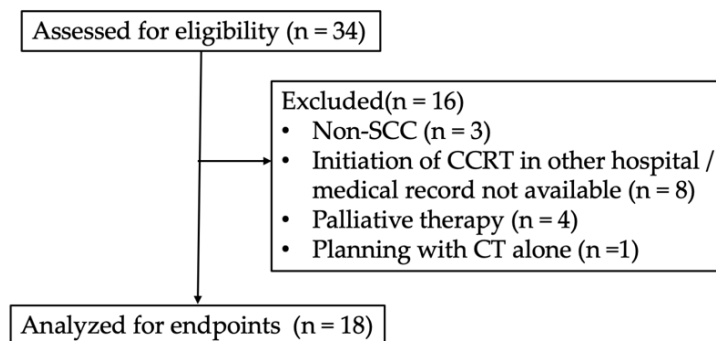 Assessed for eligibility (n = 34)
Excluded(n = 16)
• Non-SCC (n = 3)
• Initiation of CCRT in other hospital /
medical record not available (n = 8)
• Palliative therapy (n = 4)
• Planning with CT alone (n =1)
Analyzed for endpoints  (n = 18)